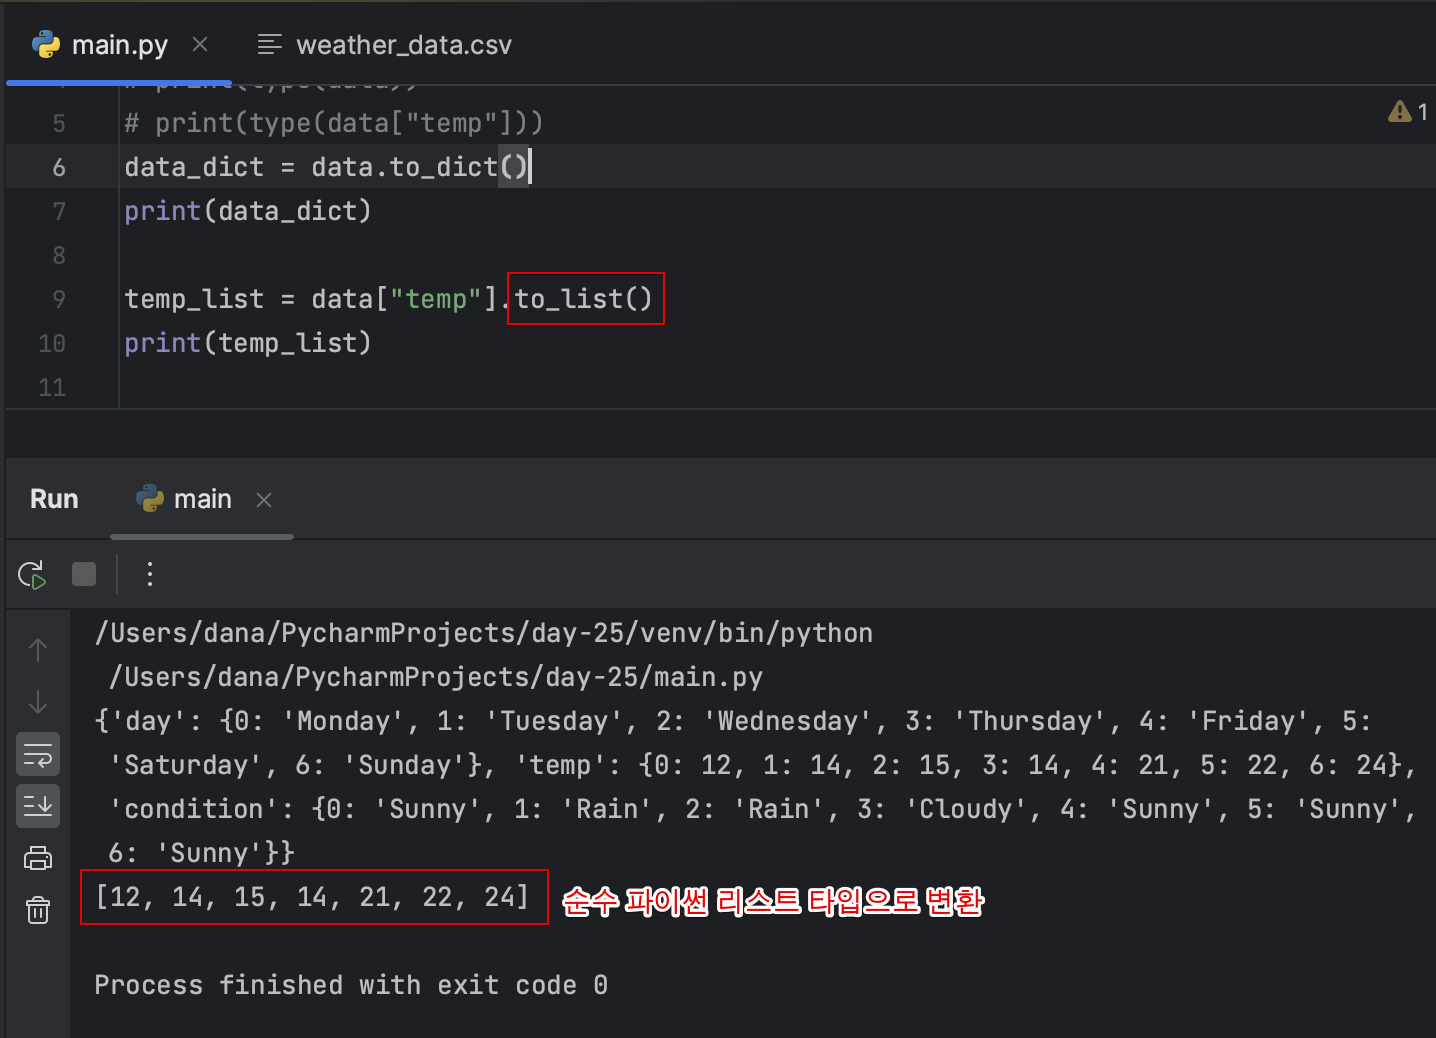 main.py
weather_data.csv
# print(type(data))
5 # print(type(data["temp"]))
1
6 data_dict = data.to_dict()
7 print(data_dict)
8
9 temp_list = data["temp"].to_list()
10 print(temp_list)
11
Run
main
/Users/dana/PycharmProjects/day-25/venv/bin/python
/Users/dana/PycharmProjects/day-25/main.py
{'day': {0: 'Monday', 1: 'Tuesday', 2: 'Wednesday', 3: 'Thursday', 4: 'Friday', 5:
'Saturday', 6: 'Sunday'}, 'temp': {0: 12, 1: 14, 2: 15, 3: 14, 4: 21, 5: 22, 6: 24},
'condition': {0: 'Sunny', 1: 'Rain', 2: 'Rain', 3: 'Cloudy', 4: 'Sunny', 5: 'Sunny',
6: 'Sunny'}}
[12, 14, 15, 14, 21, 22, 24] 순수 파이썬 리스트 타입으로 변환
Process finished with exit code 0